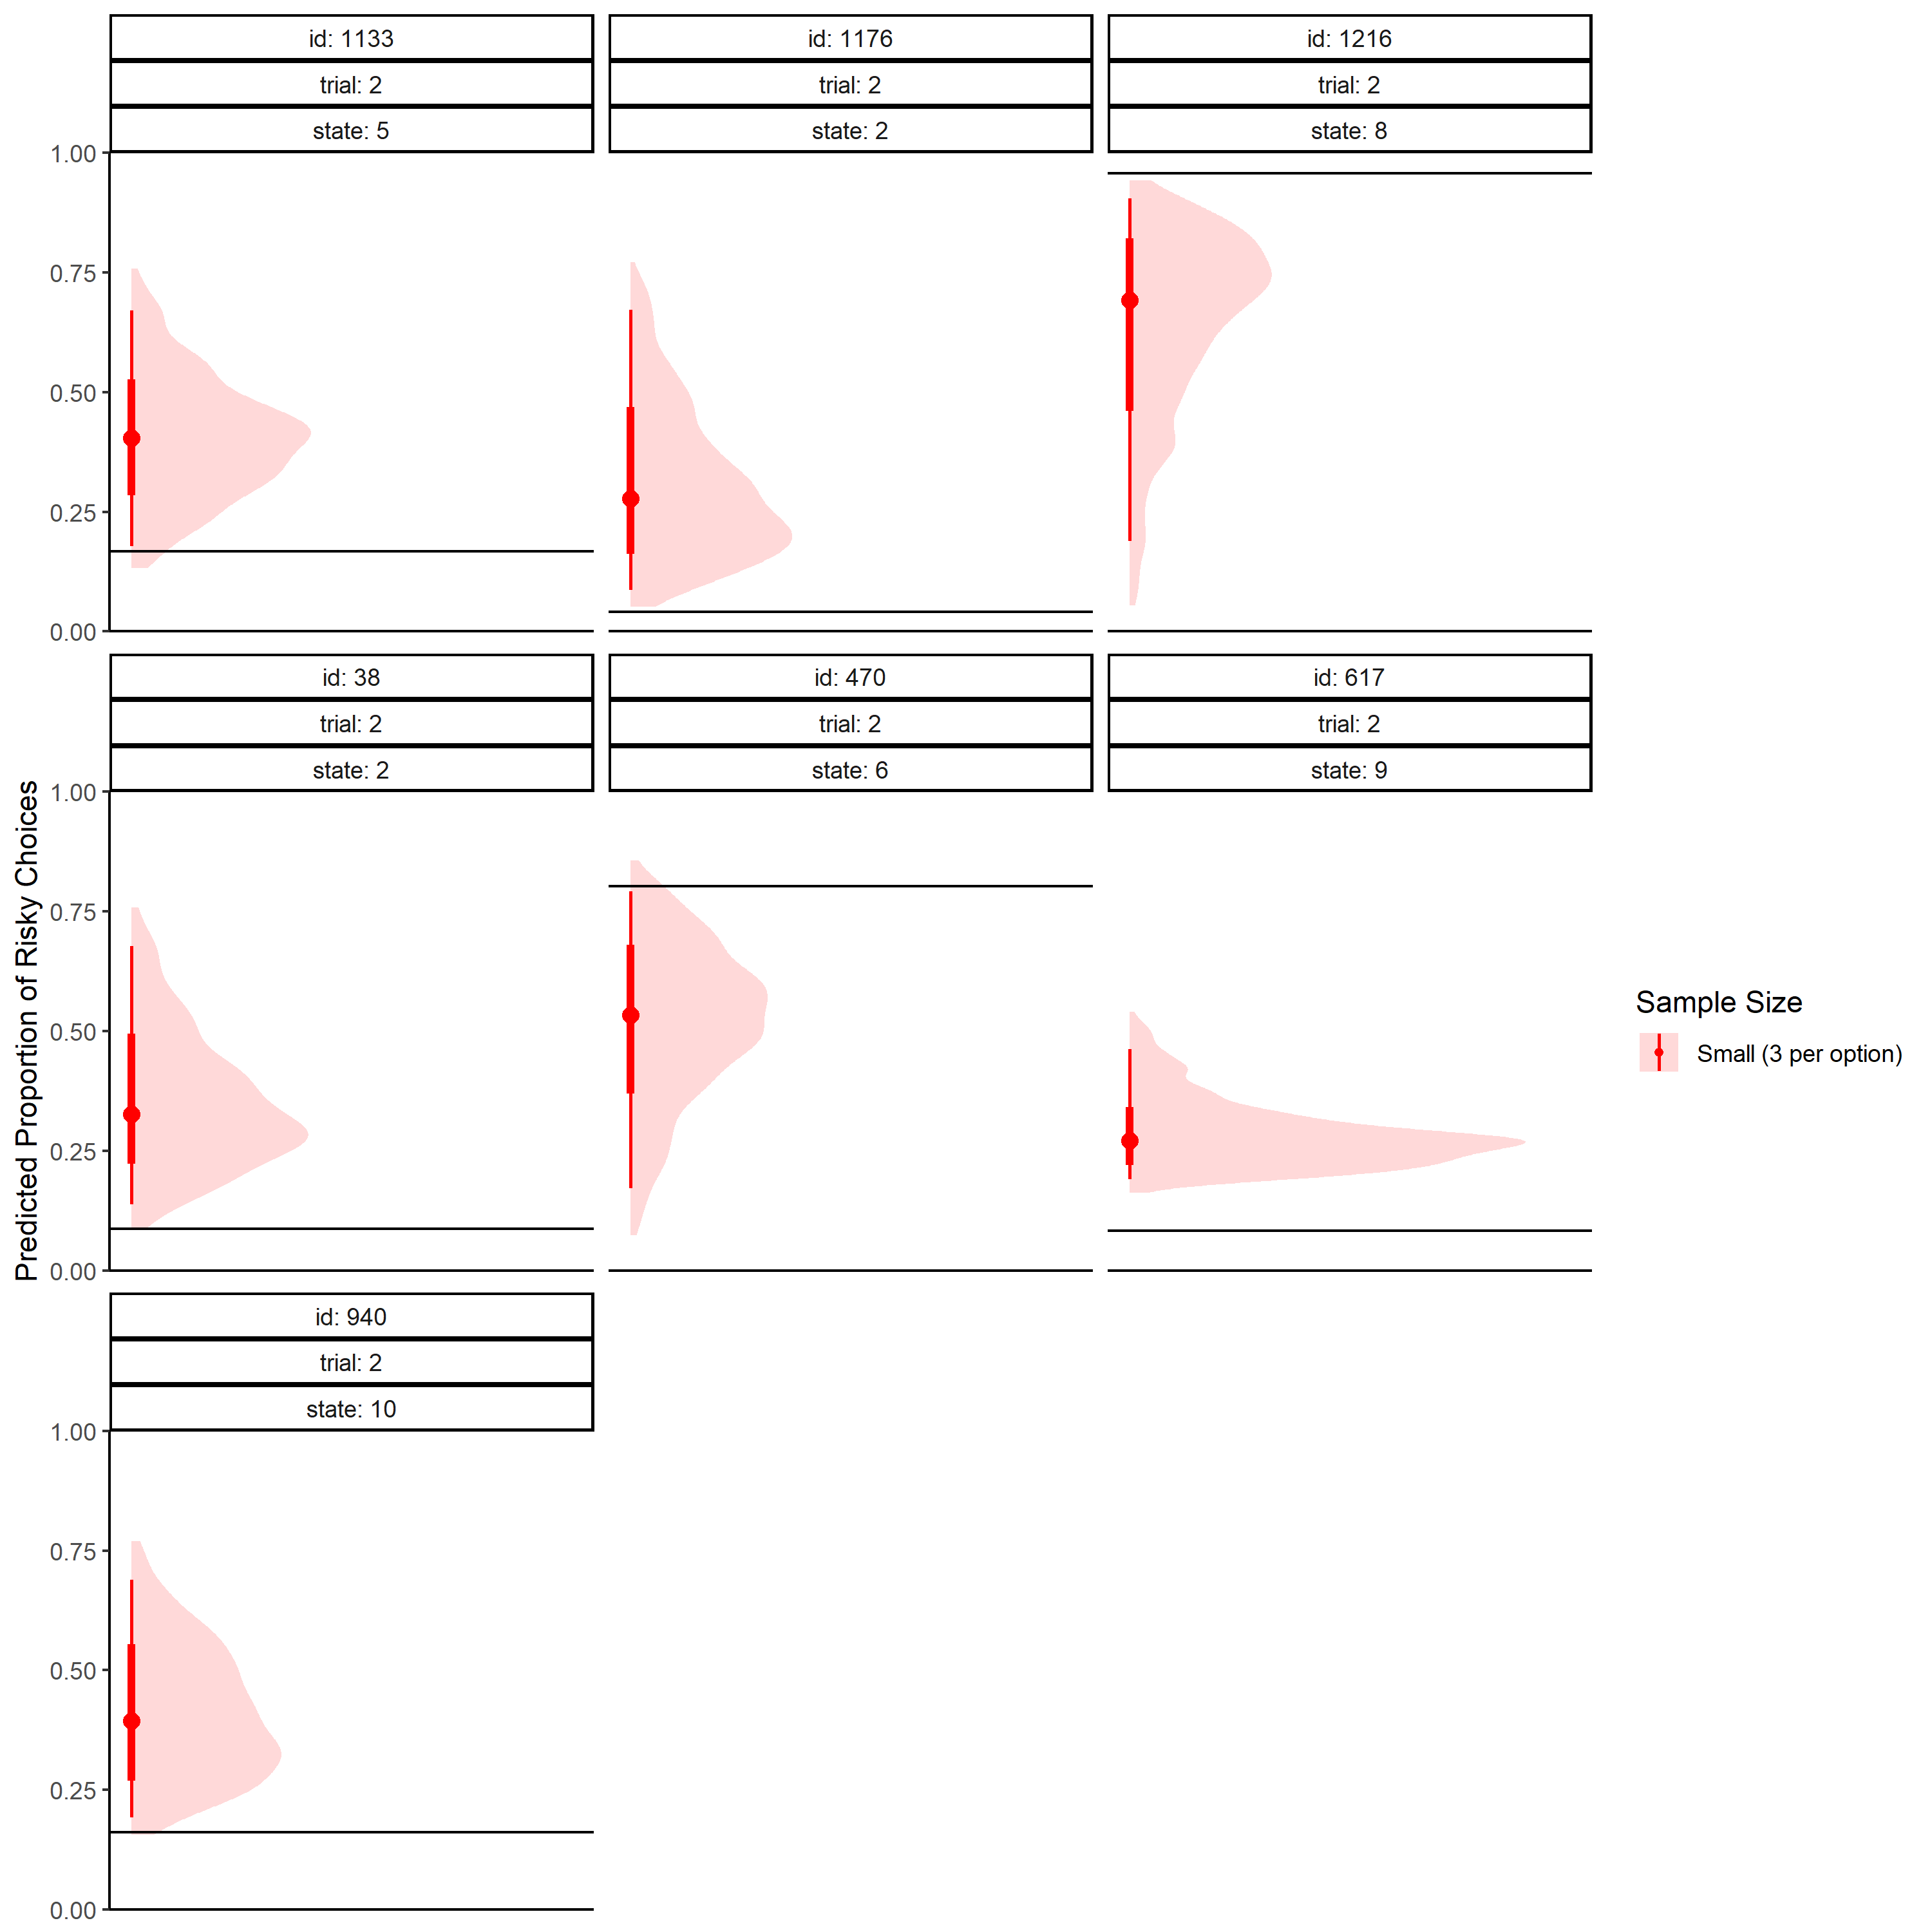 id: 1133
trial: 2
state: 5
id: 1176
trial: 2
state: 2
id: 1216
trial: 2
state: 8
1.00
0.75
0.50
0.25
0.00
id: 38
trial: 2
state: 2
id: 470
trial: 2
state: 6
id: 617
trial: 2
state: 9
Predicted Proportion of Risky Choices
1.00
0.75
0.50
0.25
0.00
Sample Size
Small (3 per option)
id: 940
trial: 2
state: 10
1.00
0.75
0.50
0.25
0.00